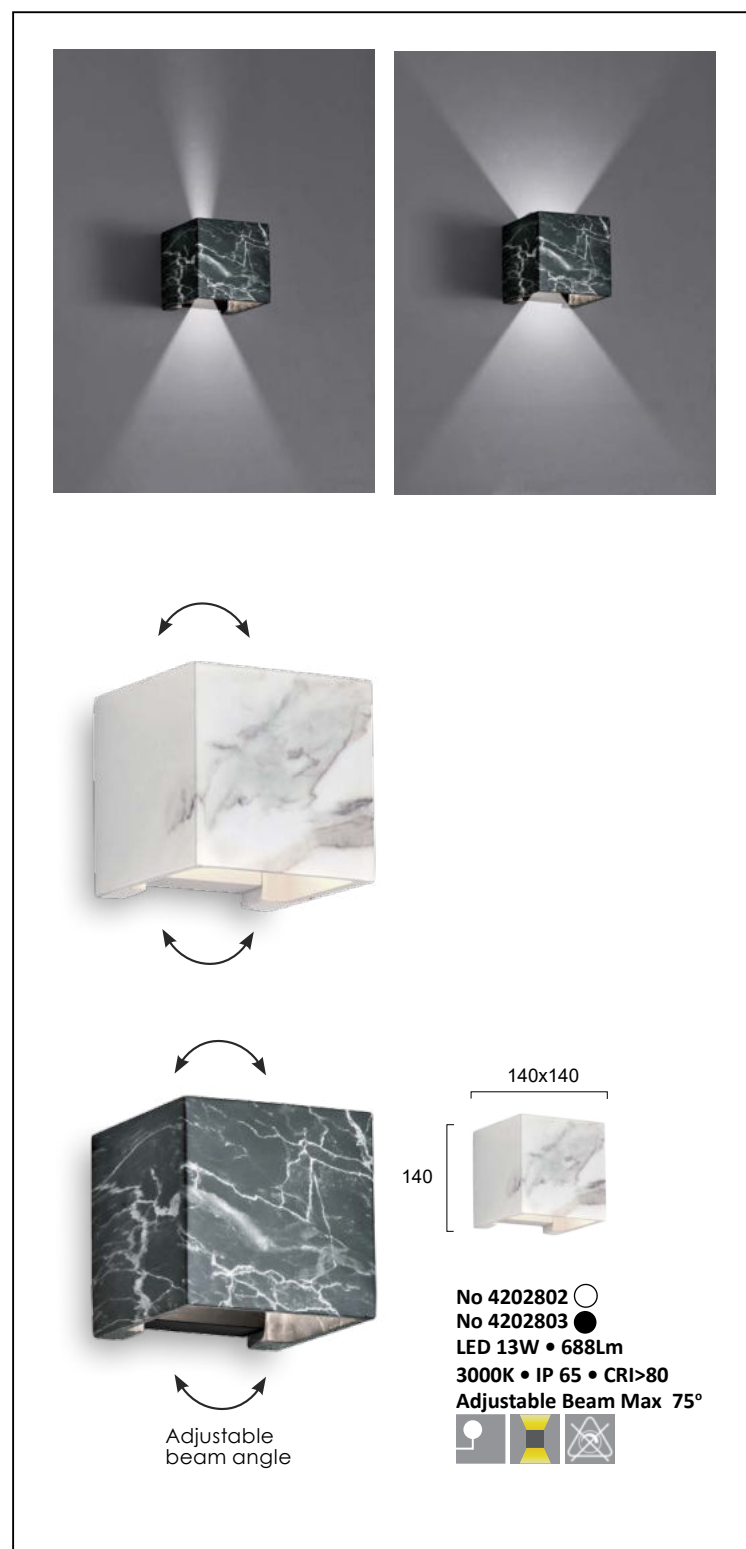 140x140
140
No 4202802
No 4202803
LED 13W • 688Lm
3000K • IP 65 • CRI>80
Adjustable Beam Max 75°
Adjustable
beam angle